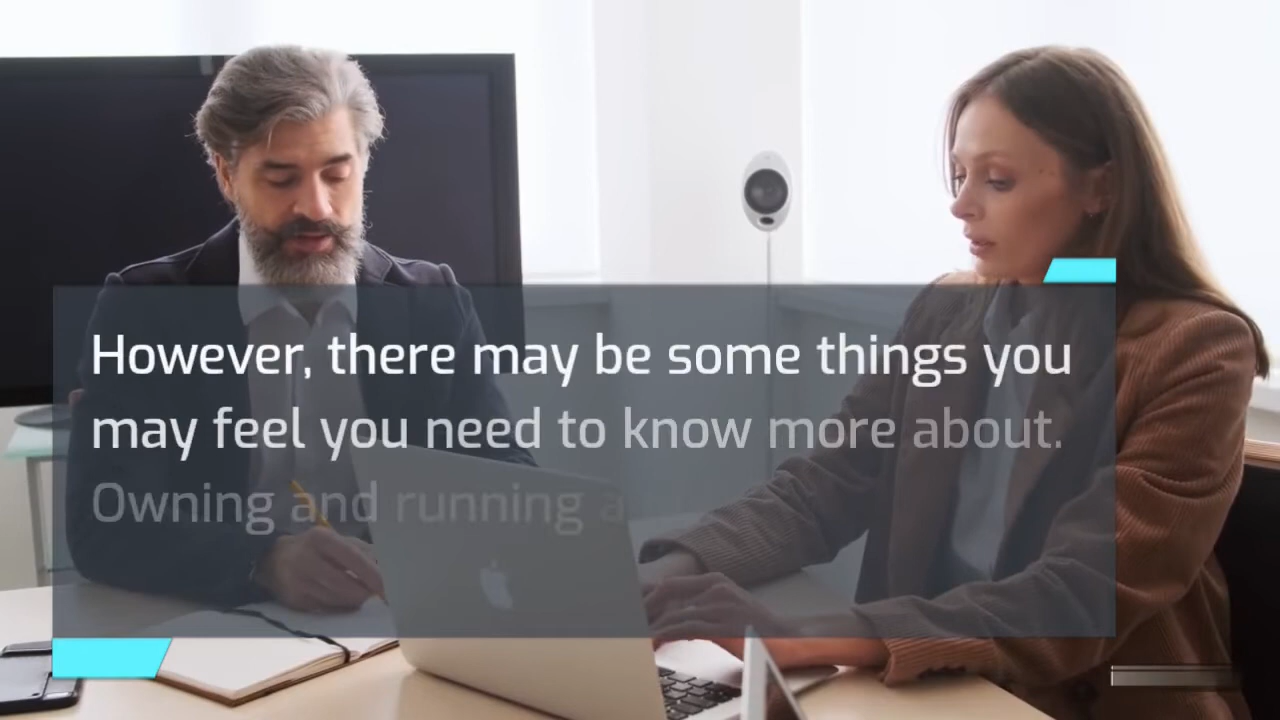 However, there may be some things you
may feel you need to know more about.
Owning and running a